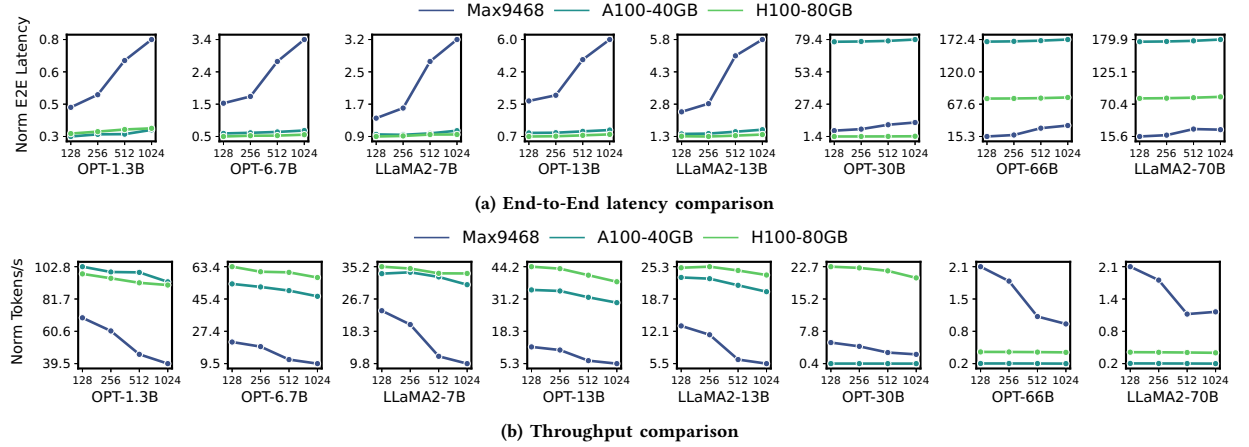 Max9468 A100-40GB H100-80GB
Norm E2E Latency
0.8 0.6 0.5 0.3
128 256 512 1024
OPT-1.3B
3.4 2.4 1.5 0.5
128 256 512 1024
OPT-6.7B
3.2 2.5 1.7 0.9
128 256 512 1024
LLaMA2-7B
6.0 4.2 2.5 0.7
128 256 512 1024
OPT-13B
5.8 4.3 2.8 1.3
128 256 512 1024
LLaMA2-13B
79.4 53.4 27.4 1.4
128 256 512 1024
OPT-30B
172.4 120.0 67.6 15.3
128 256 512 1024
OPT-66B
179.9 125.1 70.4 15.6
128 256 512 1024
LLaMA2-70B
(a) End-to-End latency comparison
Max9468 A100-40GB H100-80GB
Norm Tokens/s
102.8 81.7 60.6 39.5
128 256 512 1024
OPT-1.3B
63.4 45.4 27.4 9.5
128 256 512 1024
OPT-6.7B
35.2 26.7 18.3 9.8
128 256 512 1024
LLaMA2-7B
44.2 31.2 18.3 5.3
128 256 512 1024
OPT-13B
25.3 18.7 12.1 5.5
128 256 512 1024
LLaMA2-13B
22.7 15.2 7.8 0.4
128 256 512 1024
OPT-30B
2.1 1.5 0.8 0.2
128 256 512 1024
OPT-66B
2.1 1.4 0.8 0.2
128 256 512 1024
LLaMA2-70B
(b) Throughput comparison